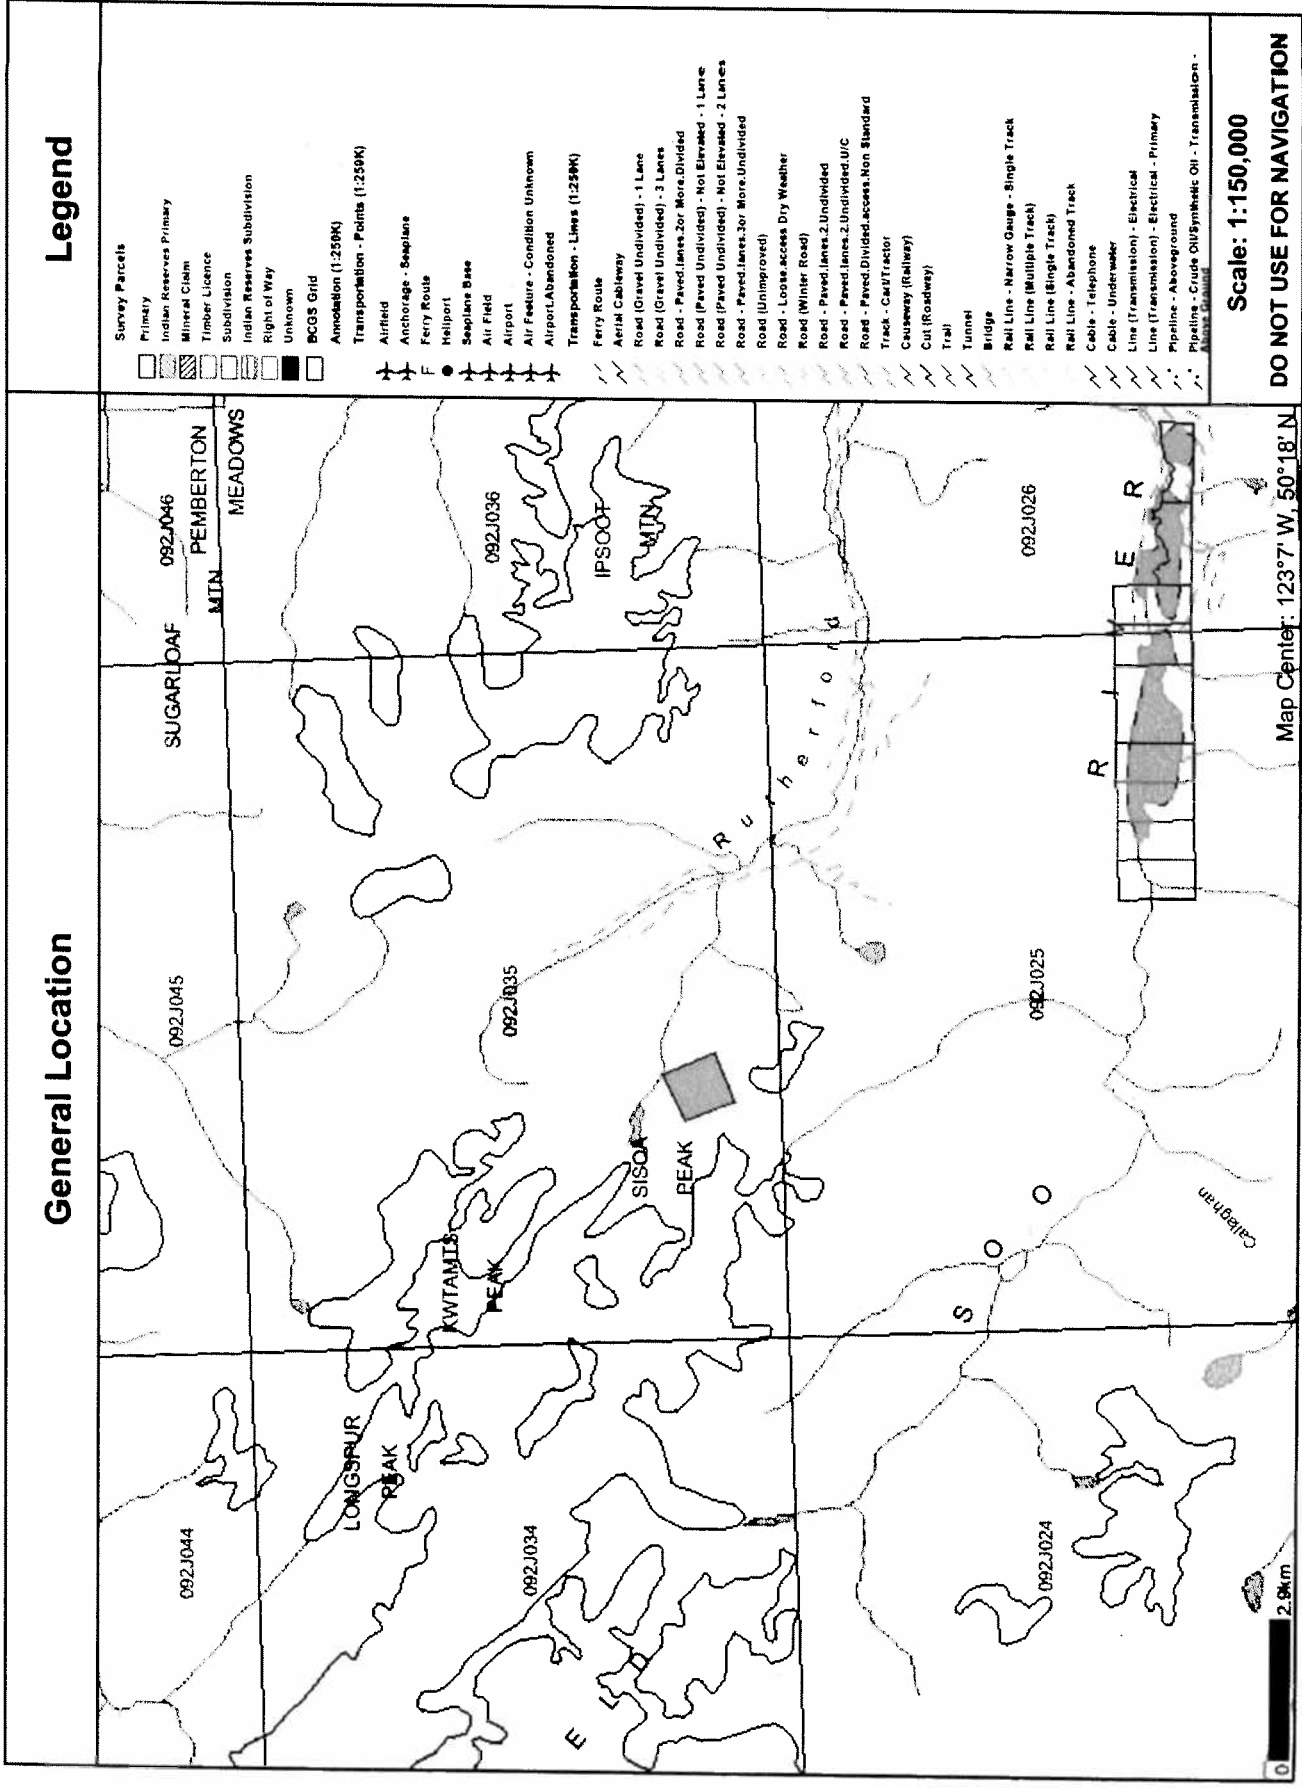 General Location
Legend
Survey Parcels
Primary
Indian Reserves Primary
Mineral Claim
Timber Licence
Subdivision
Indian Reserves Subdivision
Right of Way
Unknown
BCGS Grid
Annotation (1:250K)
Transportation - Points (1:250K)
Airfield
Anchorage - Seaplane
F Ferry Route
Heliport
Seaplane Base
Air Field
Airport
Air Feature - Condition Unknown
Airport.Abandoned
Transportation - Lines (1:250K)
Ferry Route
Aerial Cableway
Road (Gravel Undivided) - 1 Lane
Road (Gravel Undivided) - 3 Lanes
Road - Paved.lanes.2or More.Divided
Road (Paved Undivided) - Not Elevated - 1 Lane
Road (Paved Undivided) - Not Elevated - 2 Lanes
Road - Paved.lanes.3or More.Undivided
Road (Unimproved)
Road - Loose.access Dry Weather
Road (Winter Road)
Road - Paved.lanes.2.Undivided
Road - Paved.lanes.2.Undivided.U/C
Road - Paved.Divided.access.Non Standard
Track - Cart/Tractor
Causeway (Railway)
Cut (Roadway)
Trail
Tunnel
Bridge
Rail Line - Narrow Gauge - Single Track
Rail Line (Multiple Track)
Rail Line (Single Track)
Rail Line - Abandoned Track
Cable - Telephone
Cable - Underwater
Line (Transmission) - Electrical
Line (Transmission) - Electrical - Primary
Pipeline - Aboveground
Pipeline - Crude Oil/Synthetic Oil - Transmission -
Above Ground
Scale: 1:150,000
DO NOT USE FOR NAVIGATION
092J044
092J045
092J046
SUGARLOAF
MTN
PEMBERTON
MEADOWS
LONGSPUR
PEAK
KWTAMTS
PEAK
092J034
092J035
092J036
IPSOOT
MTN
SISQA
PEAK
E L D
Rutherford
S O O
R I V E R
092J024
092J025
092J026
Callaghan
0 2.9km
Map Center: 123°7' W, 50°18' N